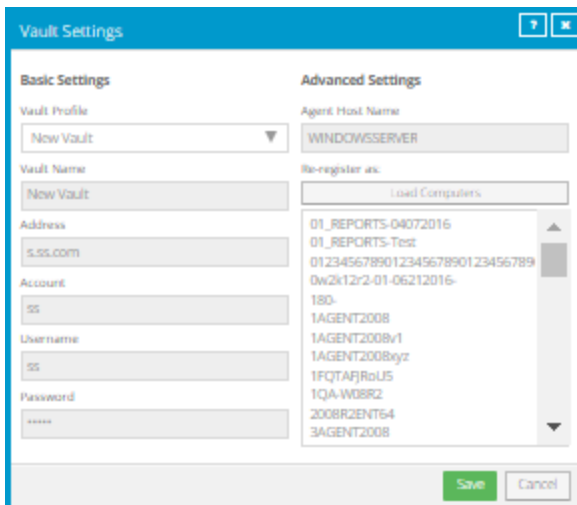 Vault Settings
?
Basic Settings
Vault Profile
New Vault
Vault Name
New Vault
Address
s.ss.com
Account
ss
Username
ss
Password
•••••
Advanced Settings
Agent Host Name
WINDOWSSERVER
Re-register as:
Load Computers
01_REPORTS-04072016
01_REPORTS-Test
012345678901234567890123456789
0w2k12r2-01-06212016-
180-
1AGENT2008
1AGENT2008v1
1AGENT2008xyz
1FQTAFJRoU5
1QA-W08R2
2008R2ENT64
3AGENT2008
Save
Cancel